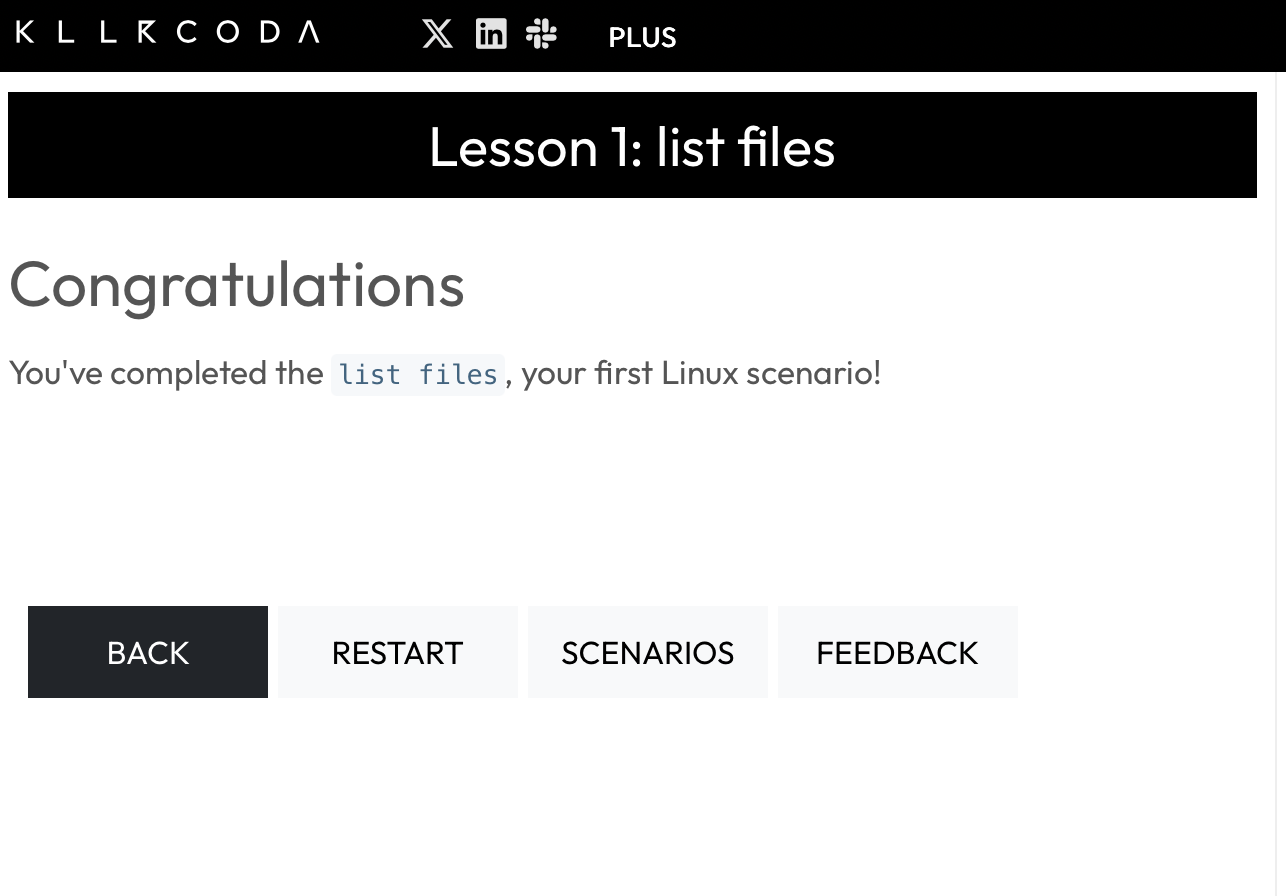 KLLRCODA PLUS
Lesson 1: list files
Congratulations
You've completed the list files, your first Linux scenario!
BACK RESTART SCENARIOS FEEDBACK